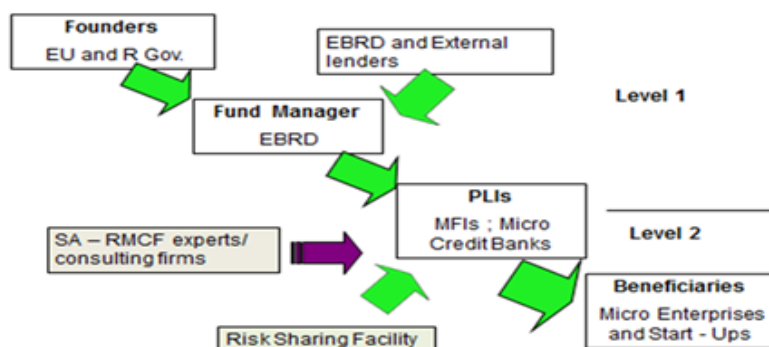 Founders
EU and R Gov.
EBRD and External
lenders
Level 1
Fund Manager
EBRD
PLIs
MFIs ; Micro
Credit Banks
SA – RMCF experts/
consulting firms
Level 2
Beneficiaries
Micro Enterprises
and Start - Ups
Risk Sharing Facility